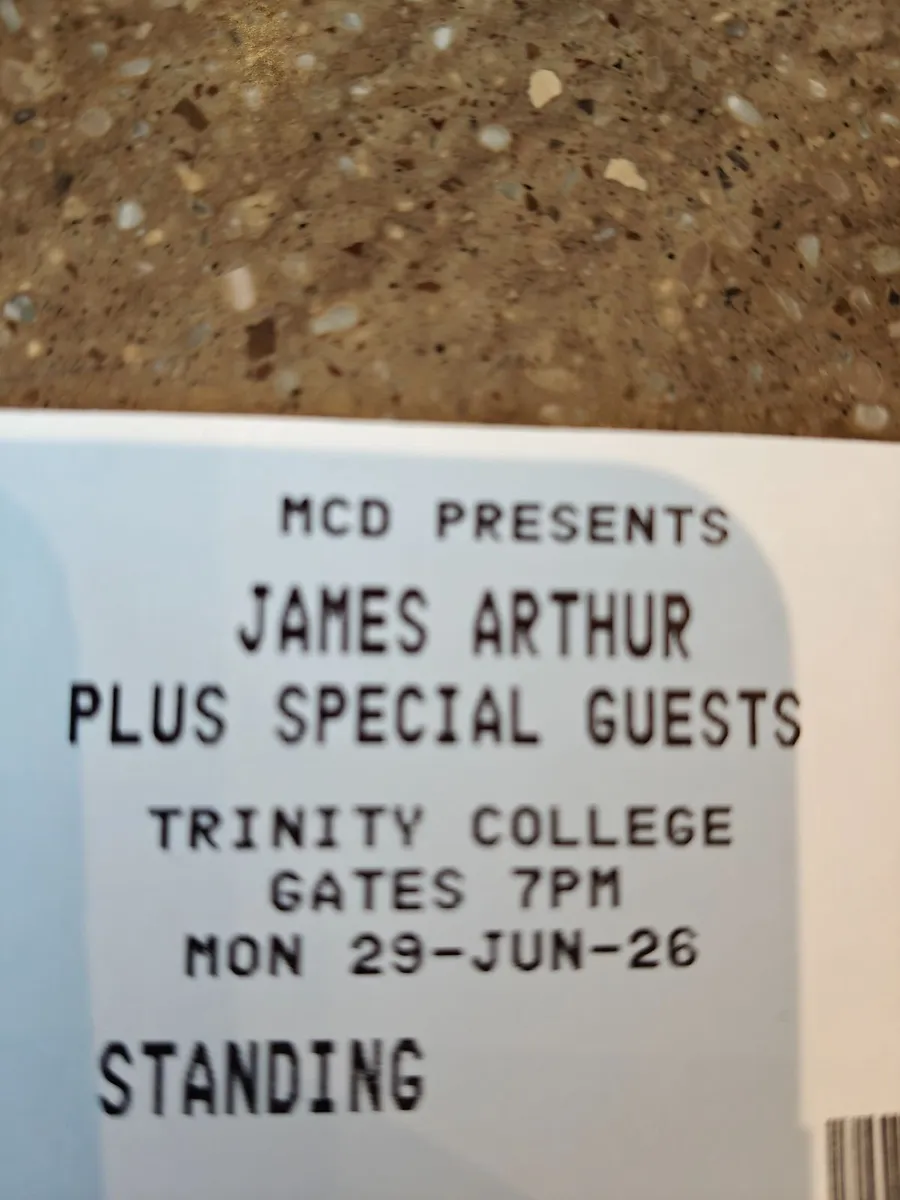 MCD PRESENTS
JAMES ARTHUR
PLUS SPECIAL GUESTS
TRINITY COLLEGE
GATES 7PM
MON 29-JUN-26
STANDING